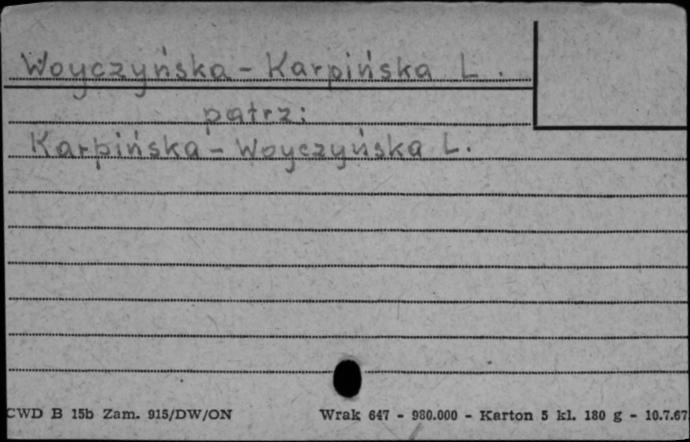 Woyczyńska - Karpińska L.
patrz:
Karpińska - Woyczyńska L.
CWD B 15b Zam. 915/DW/ON Wrak 647 - 980.000 - Karton 5 kl. 180 g - 10.7.67